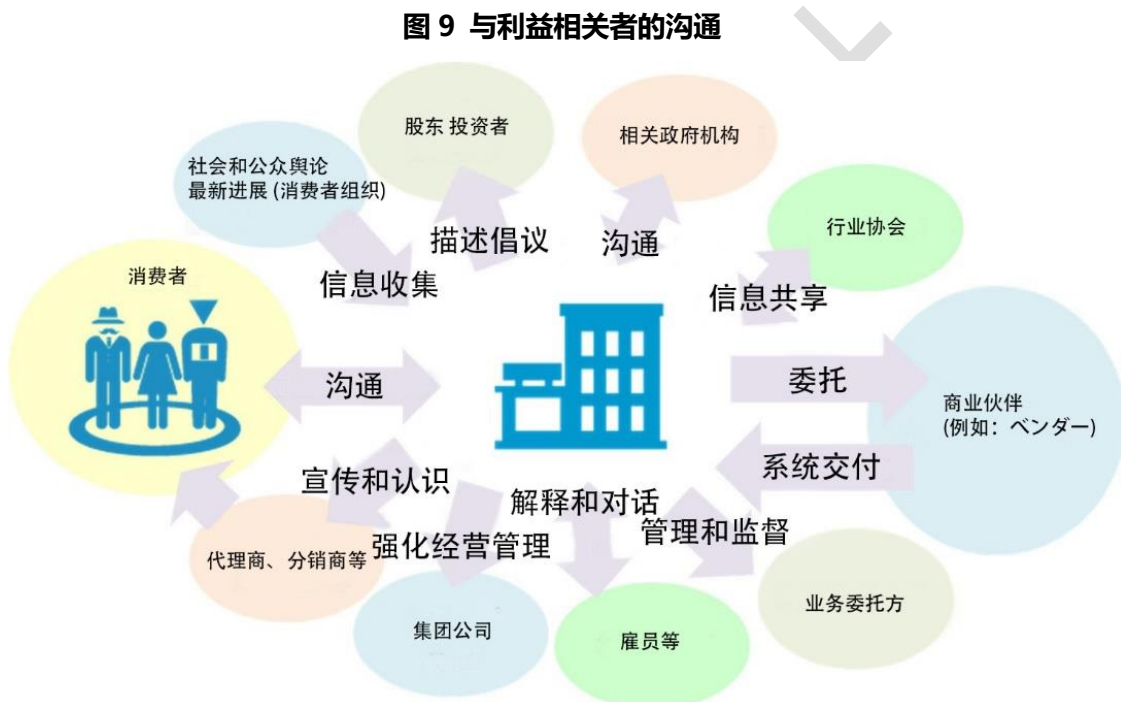 图 9 与利益相关者的沟通
股东 投资者
相关政府机构
社会和公众舆论
最新进展 (消费者组织)
行业协会
描述倡议
沟通
消费者
信息收集
信息共享
沟通
委托
商业伙伴
(例如：ベンダー)
系统交付
宣传和认识
解释和对话
管理和监督
强化经营管理
代理商、分销商等
业务委托方
集团公司
雇员等